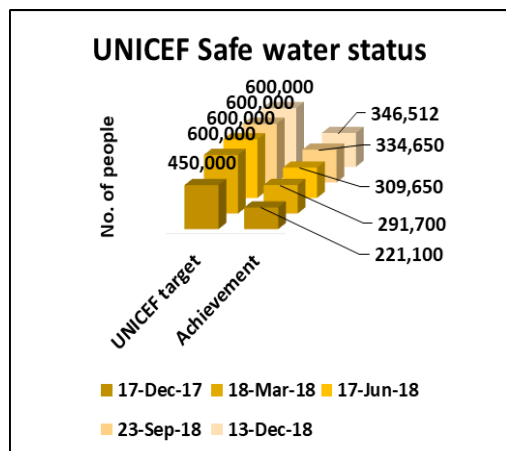 UNICEF Safe water status
No. of people
600,000
600,000
600,000
600,000
450,000
346,512
334,650
309,650
291,700
221,100
UNICEF target
Achievement
17-Dec-17 18-Mar-18 17-Jun-18
23-Sep-18 13-Dec-18